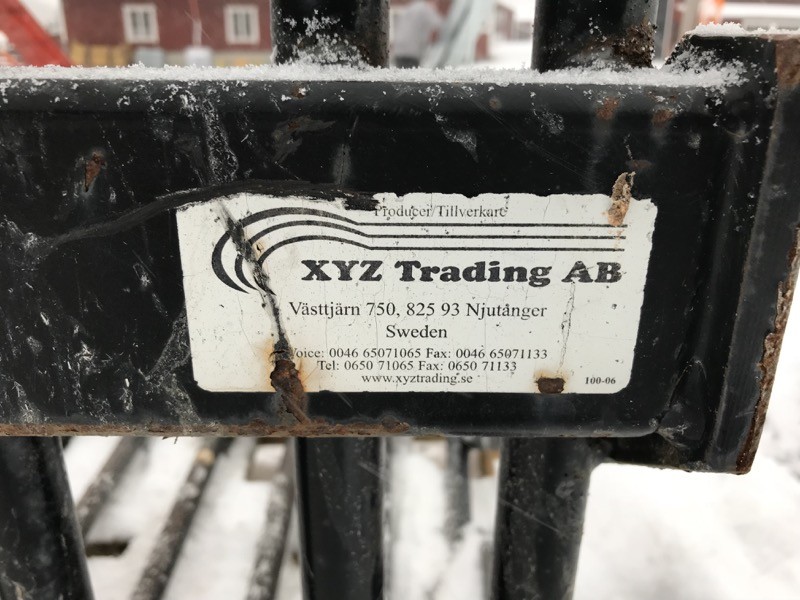 Producer/Tillverkare
XYZ Trading AB
Västtjärn 750, 825 93 Njutånger
Sweden
Voice: 0046 65071065 Fax: 0046 65071133
Tel: 0650 71065 Fax: 0650 71133
www.xyztrading.se
100-06